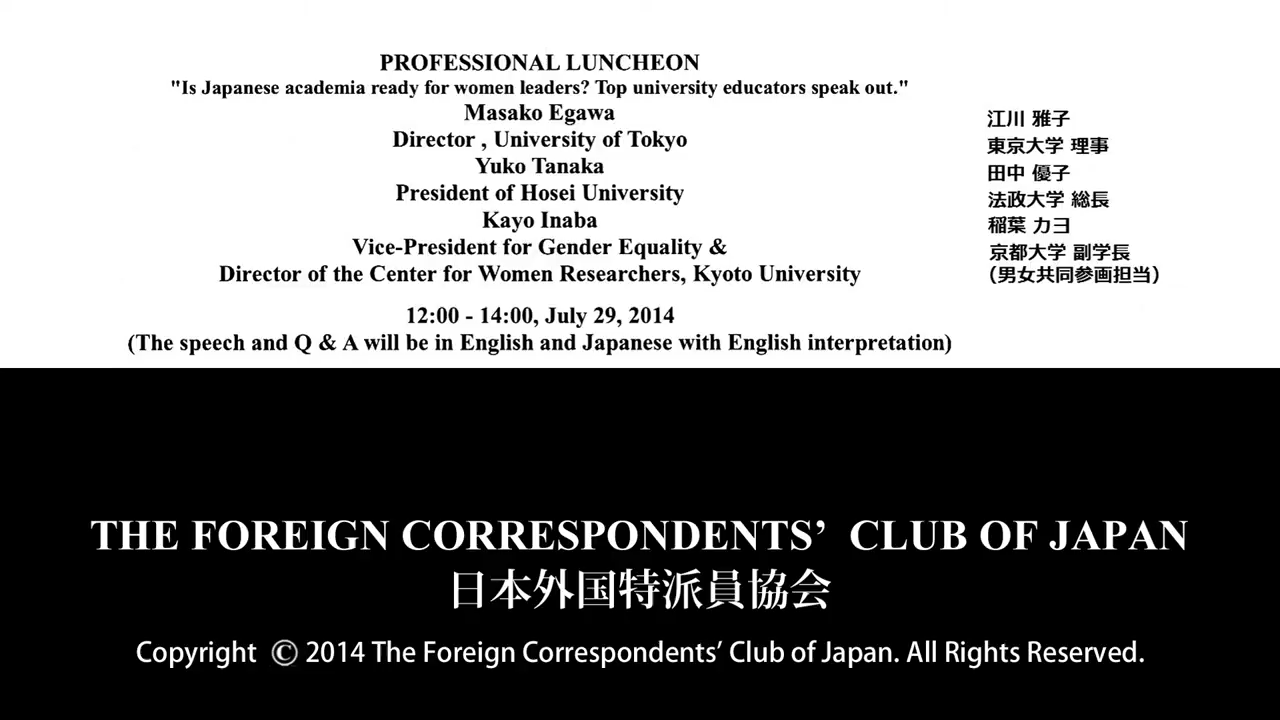 PROFESSIONAL LUNCHEON
"Is Japanese academia ready for women leaders? Top university educators speak out."
Masako Egawa
Director , University of Tokyo
Yuko Tanaka
President of Hosei University
Kayo Inaba
Vice-President for Gender Equality &
Director of the Center for Women Researchers, Kyoto University
12:00 - 14:00, July 29, 2014
(The speech and Q & A will be in English and Japanese with English interpretation)
江川 雅子
東京大学 理事
田中 優子
法政大学 総長
稲葉 カヨ
京都大学 副学長
（男女共同参画担当）
THE FOREIGN CORRESPONDENTS’ CLUB OF JAPAN
日本外国特派員協会
Copyright © 2014 The Foreign Correspondents’ Club of Japan. All Rights Reserved.